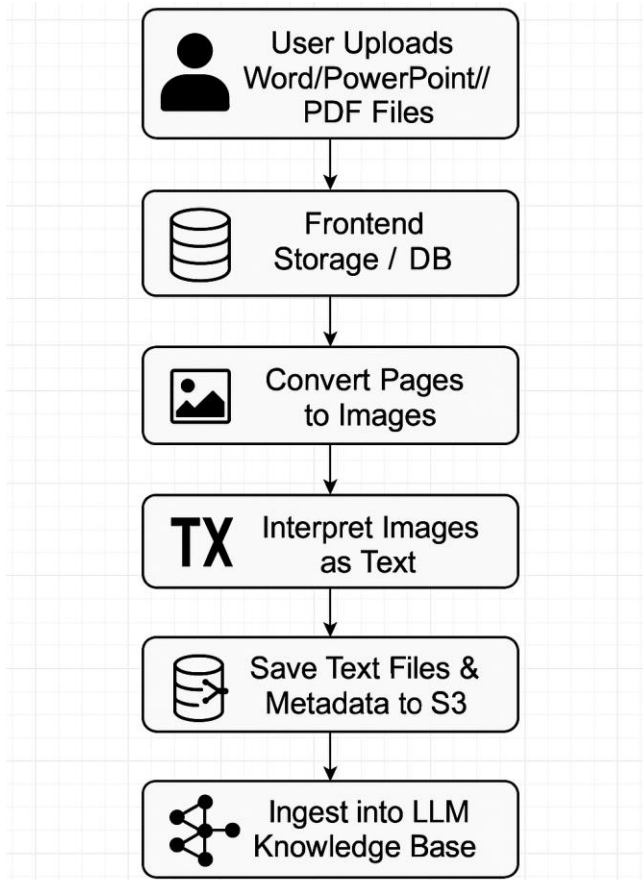 User Uploads
Word/PowerPoint//
PDF Files
Frontend
Storage / DB
Convert Pages
to Images
TX
Interpret Images
as Text
Save Text Files &
Metadata to S3
Ingest into LLM
Knowledge Base